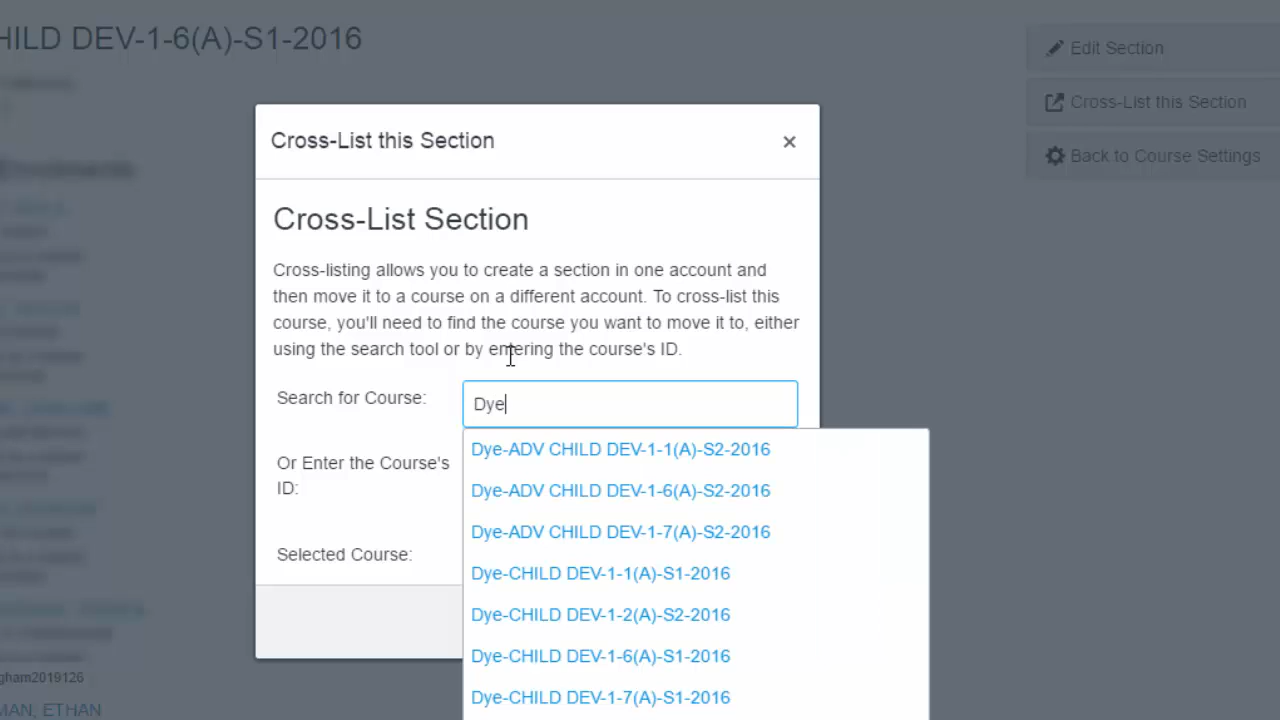 HILD DEV-1-6(A)-S1-2016
Edit Section
Cross-List this Section
Back to Course Settings
Cross-List this Section
×
Cross-List Section
Cross-listing allows you to create a section in one account and
then move it to a course on a different account. To cross-list this
course, you'll need to find the course you want to move it to, either
using the search tool or by entering the course's ID.
Search for Course:
Dye
Or Enter the Course's
ID:
Selected Course:
Dye-ADV CHILD DEV-1-1(A)-S2-2016
Dye-ADV CHILD DEV-1-6(A)-S2-2016
Dye-ADV CHILD DEV-1-7(A)-S2-2016
Dye-CHILD DEV-1-1(A)-S1-2016
Dye-CHILD DEV-1-2(A)-S2-2016
Dye-CHILD DEV-1-6(A)-S1-2016
Dye-CHILD DEV-1-7(A)-S1-2016
gham2019126
MAN, ETHAN